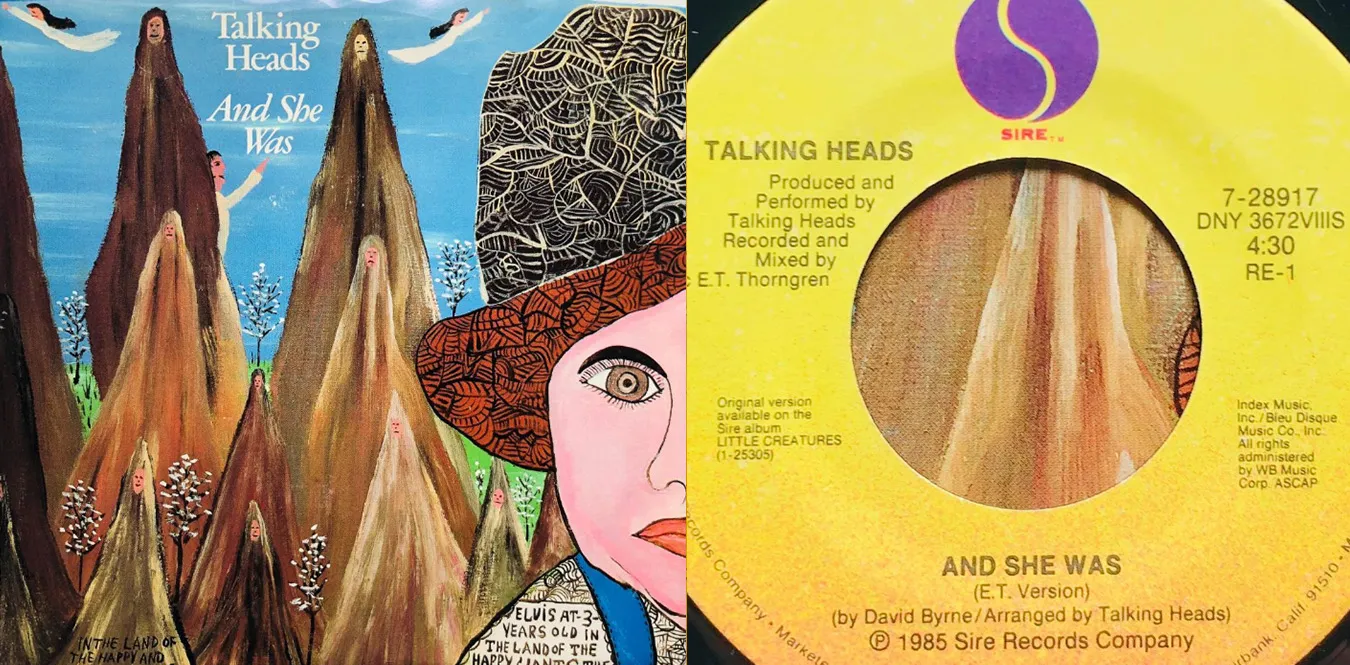 Talking
Heads
And She
Was
IN THE LAND OF
THE HAPPY AND
ELVIS AT-3-
YEARS OLD IN
THE LAND OF THE
SIRE
TALKING HEADS
Produced and
Performed by
Talking Heads
Recorded and
Mixed by
E.T. Thorngren
7-28917
DNY 3672VIIIS
4:30
RE-1
Original version
available on the
Sire album
LITTLE CREATURES
(1-25305)
Index Music,
Inc./Bleu Disque
Music Co., Inc.
All rights
administered
by WB Music
Corp. ASCAP
AND SHE WAS
(E.T. Version)
(by David Byrne/Arranged by Talking Heads)
℗ 1985 Sire Records Company
Company •
Calif. 91510 •